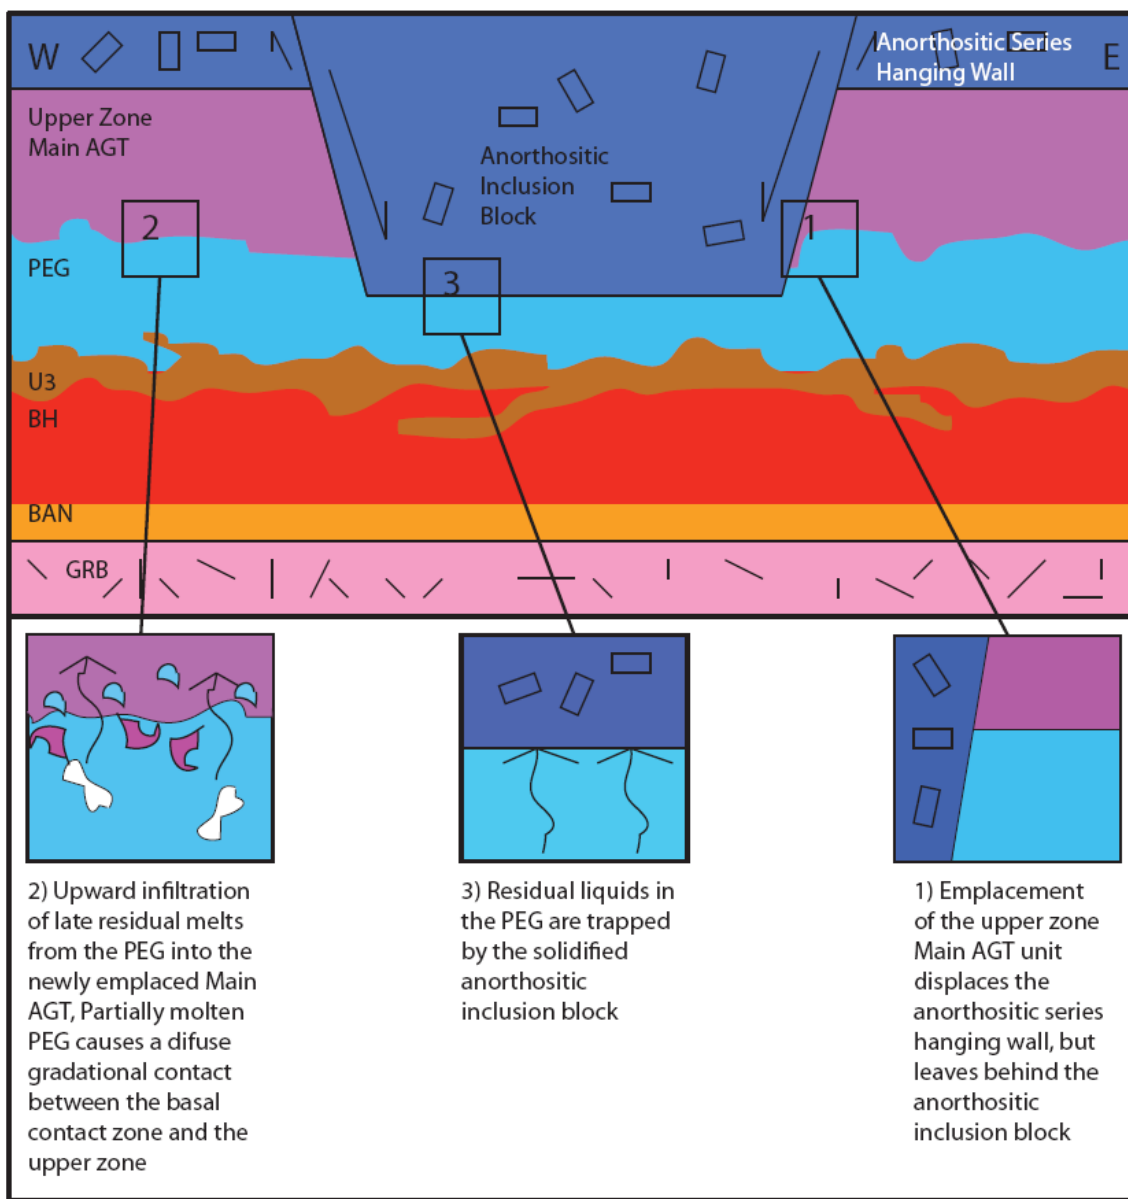 W
Anorthositic Series
Hanging Wall
E
Upper Zone
Main AGT
Anorthositic
Inclusion
Block
2
1
3
PEG
U3
BH
BAN
GRB
2) Upward infiltration
of late residual melts
from the PEG into the
newly emplaced Main
AGT, Partially molten
PEG causes a difuse
gradational contact
between the basal
contact zone and the
upper zone
3) Residual liquids in
the PEG are trapped
by the solidified
anorthositic
inclusion block
1) Emplacement
of the upper zone
Main AGT unit
displaces the
anorthositic series
hanging wall, but
leaves behind the
anorthositic
inclusion block